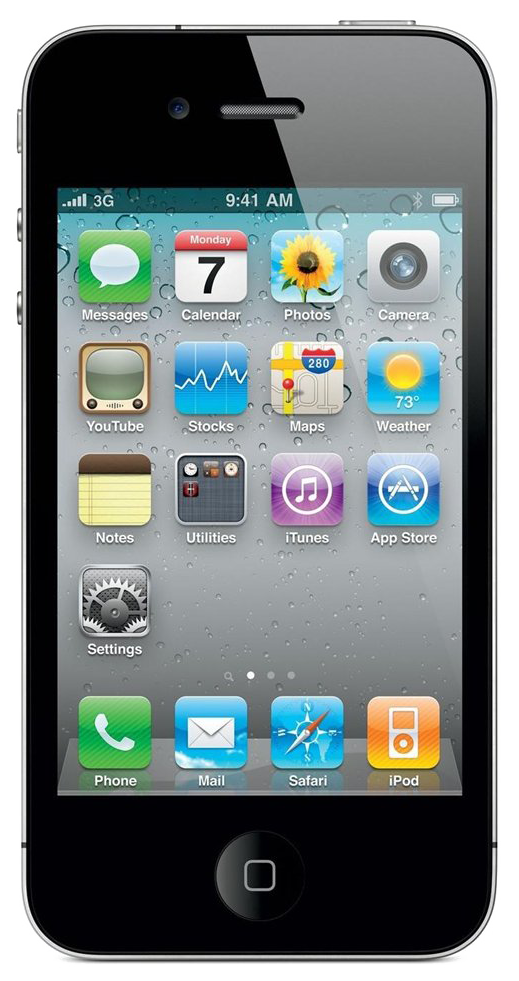 3G 9:41 AM
Monday
7
Messages Calendar Photos Camera
280
73°
YouTube Stocks Maps Weather
Notes Utilities iTunes App Store
Settings
Phone Mail Safari iPod